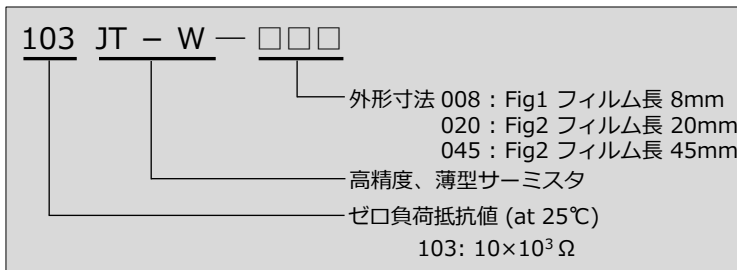 103 JT － W — □□□
外形寸法 008 : Fig1 フィルム長 8mm
020 : Fig2 フィルム長 20mm
045 : Fig2 フィルム長 45mm
高精度、薄型サーミスタ
ゼロ負荷抵抗値 (at 25℃)
103: 10×10³ Ω